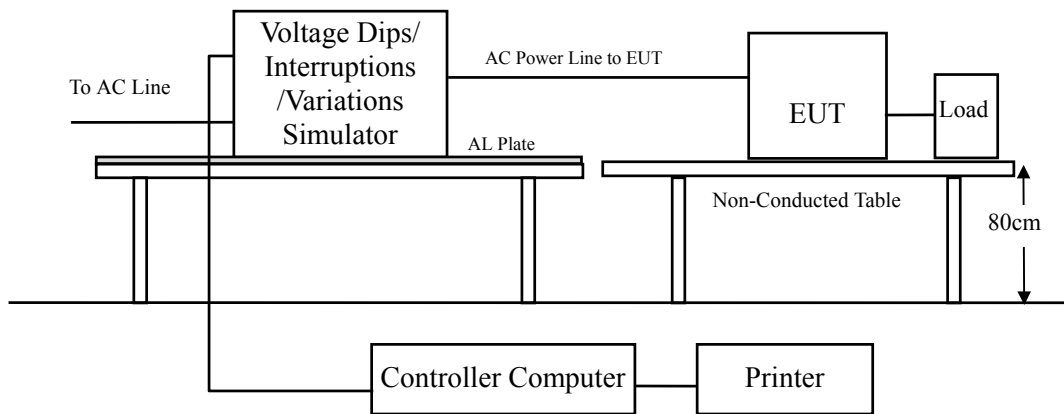 Voltage Dips/
Interruptions
/Variations
Simulator
To AC Line
AC Power Line to EUT
EUT
Load
AL Plate
Non-Conducted Table
80cm
Controller Computer
Printer